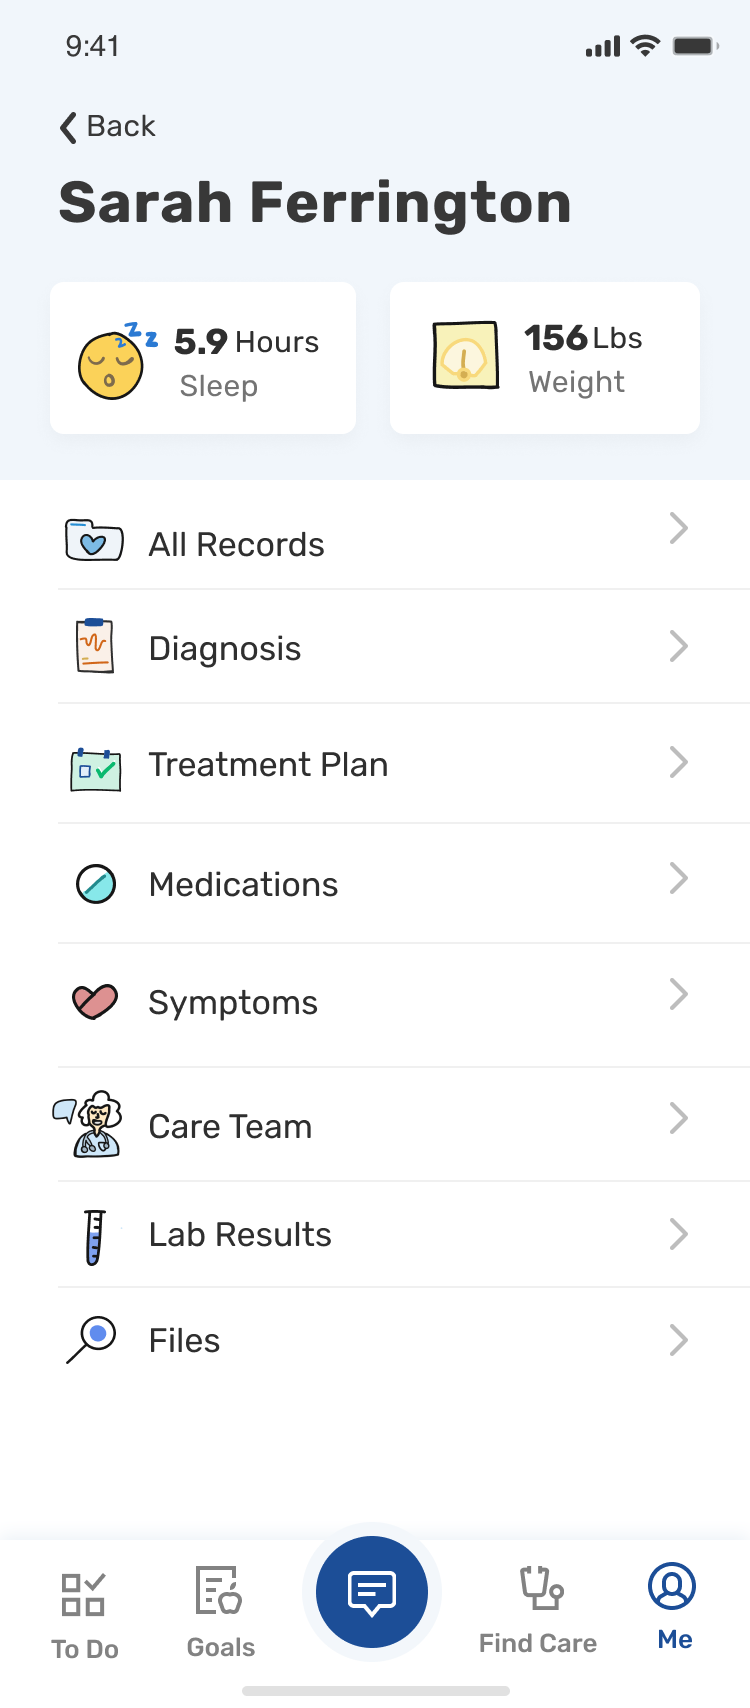 9:41
Back
Sarah Ferrington
5.9 Hours
Sleep
156 Lbs
Weight
All Records
Diagnosis
Treatment Plan
Medications
Symptoms
Care Team
Lab Results
Files
To Do
Goals
Find Care
Me